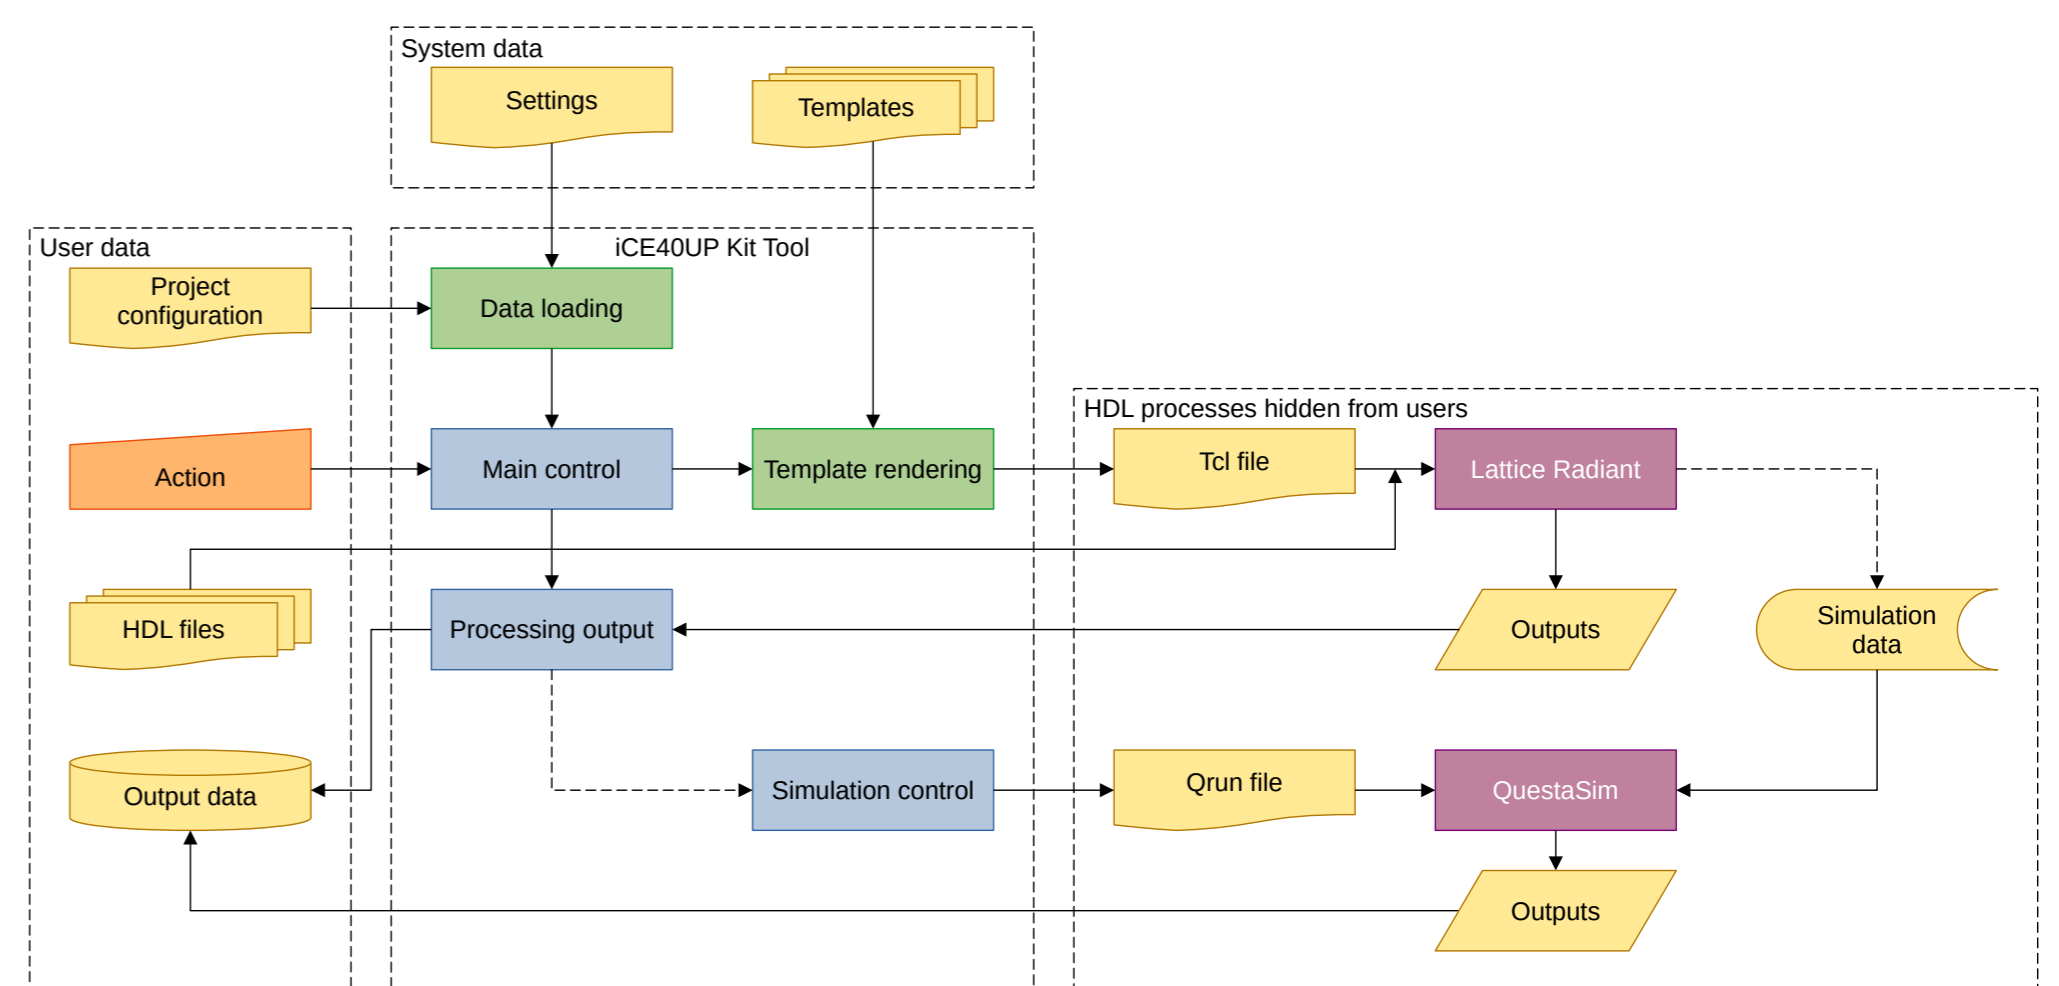 System data
Settings
Templates
User data
iCE40UP Kit Tool
Project
configuration
Data loading
HDL processes hidden from users
Action
Main control
Template rendering
Tcl file
Lattice Radiant
HDL files
Processing output
Outputs
Simulation
data
Output data
Simulation control
Qrun file
QuestaSim
Outputs